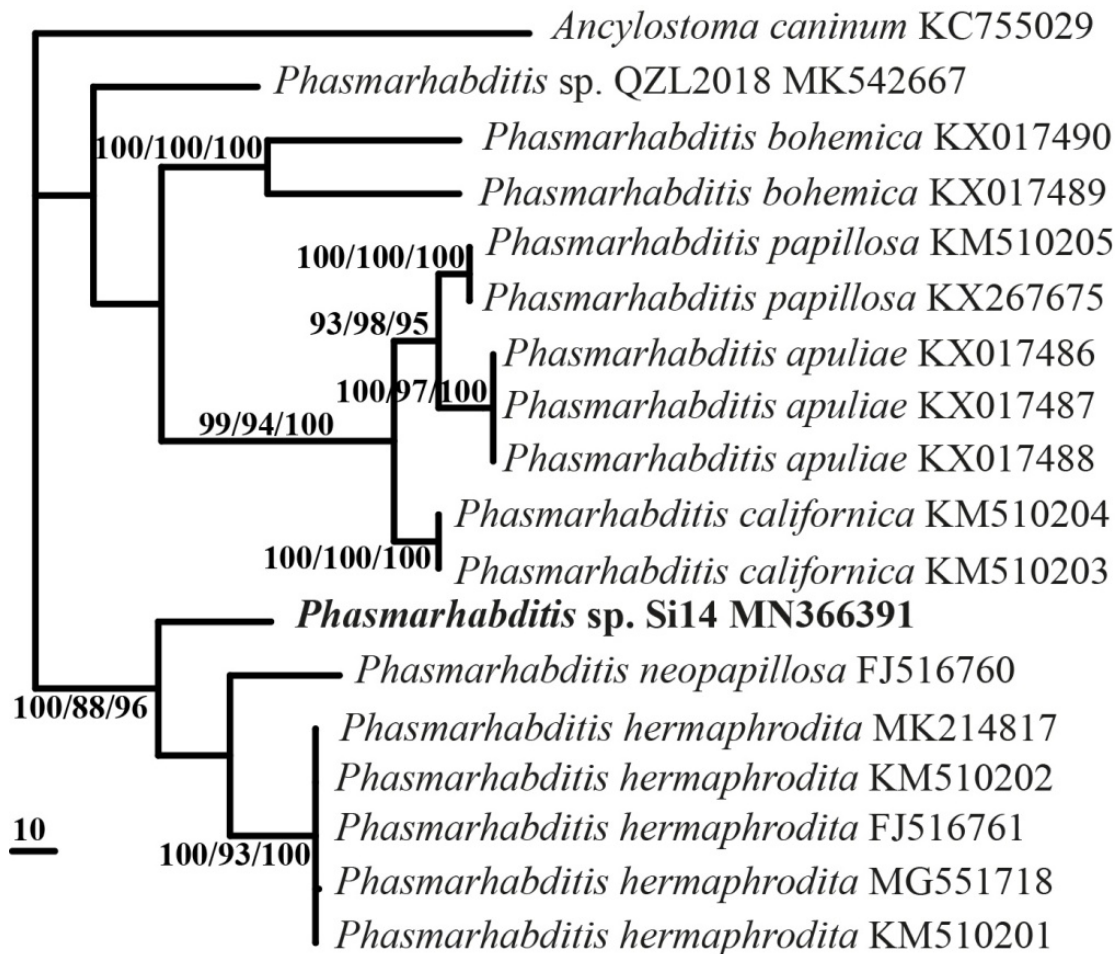 Ancylostoma caninum KC755029
Phasmarhabditis sp. QZL2018 MK542667
100/100/100
Phasmarhabditis bohemica KX017490
Phasmarhabditis bohemica KX017489
Phasmarhabditis papillosa KM510205
100/100/100
Phasmarhabditis papillosa KX267675
93/98/95
Phasmarhabditis apuliae KX017486
100/97/100
Phasmarhabditis apuliae KX017487
99/94/100
Phasmarhabditis apuliae KX017488
Phasmarhabditis californica KM510204
100/100/100
Phasmarhabditis californica KM510203
Phasmarhabditis sp. Si14 MN366391
Phasmarhabditis neopapillosa FJ516760
100/88/96
Phasmarhabditis hermaphrodita MK214817
Phasmarhabditis hermaphrodita KM510202
10
Phasmarhabditis hermaphrodita FJ516761
100/93/100
Phasmarhabditis hermaphrodita MG551718
Phasmarhabditis hermaphrodita KM510201